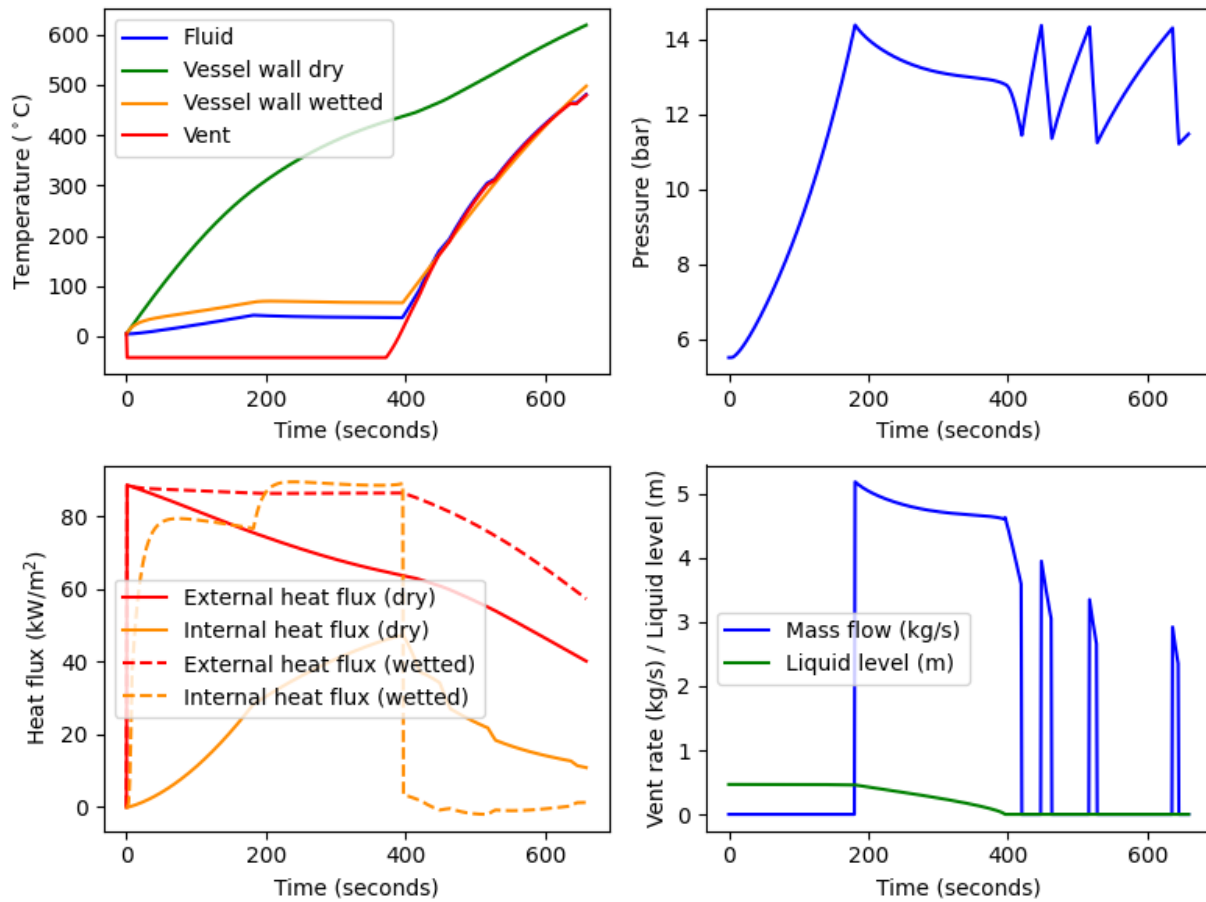 Fluid
Vessel wall dry
Vessel wall wetted
Vent
Temperature (°C)
600
500
400
300
200
100
0
0 200 400 600
Time (seconds)
Pressure (bar)
14
12
10
8
6
0 200 400 600
Time (seconds)
Heat flux (kW/m²)
80
60
40
20
0
External heat flux (dry)
Internal heat flux (dry)
External heat flux (wetted)
Internal heat flux (wetted)
0 200 400 600
Time (seconds)
Vent rate (kg/s) / Liquid level (m)
5
4
3
2
1
0
Mass flow (kg/s)
Liquid level (m)
0 200 400 600
Time (seconds)